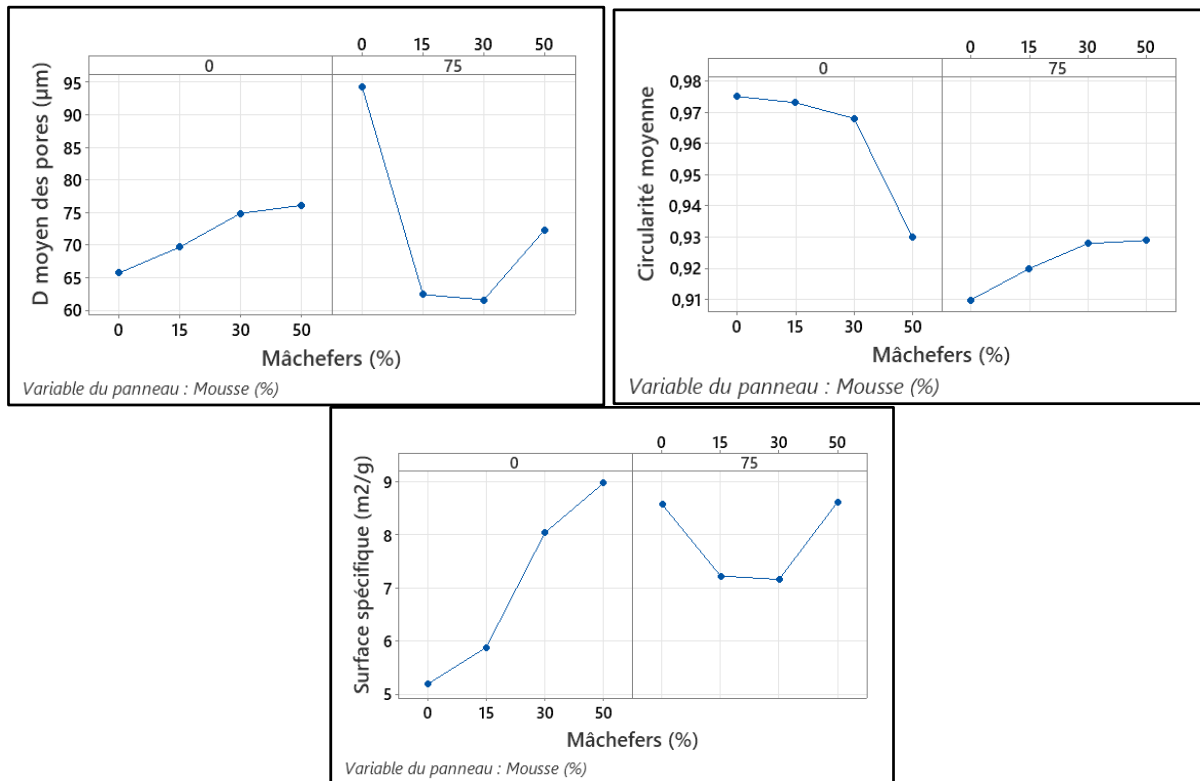 0 15 30 50
0 75
D moyen des pores (µm)
95
90
85
80
75
70
65
60
0 15 30 50
Mâchefers (%)
Variable du panneau : Mousse (%)
0 15 30 50
0 75
Circularité moyenne
0,98
0,97
0,96
0,95
0,94
0,93
0,92
0,91
0 15 30 50
Mâchefers (%)
Variable du panneau : Mousse (%)
0 15 30 50
0 75
Surface spécifique (m2/g)
9
8
7
6
5
0 15 30 50
Mâchefers (%)
Variable du panneau : Mousse (%)